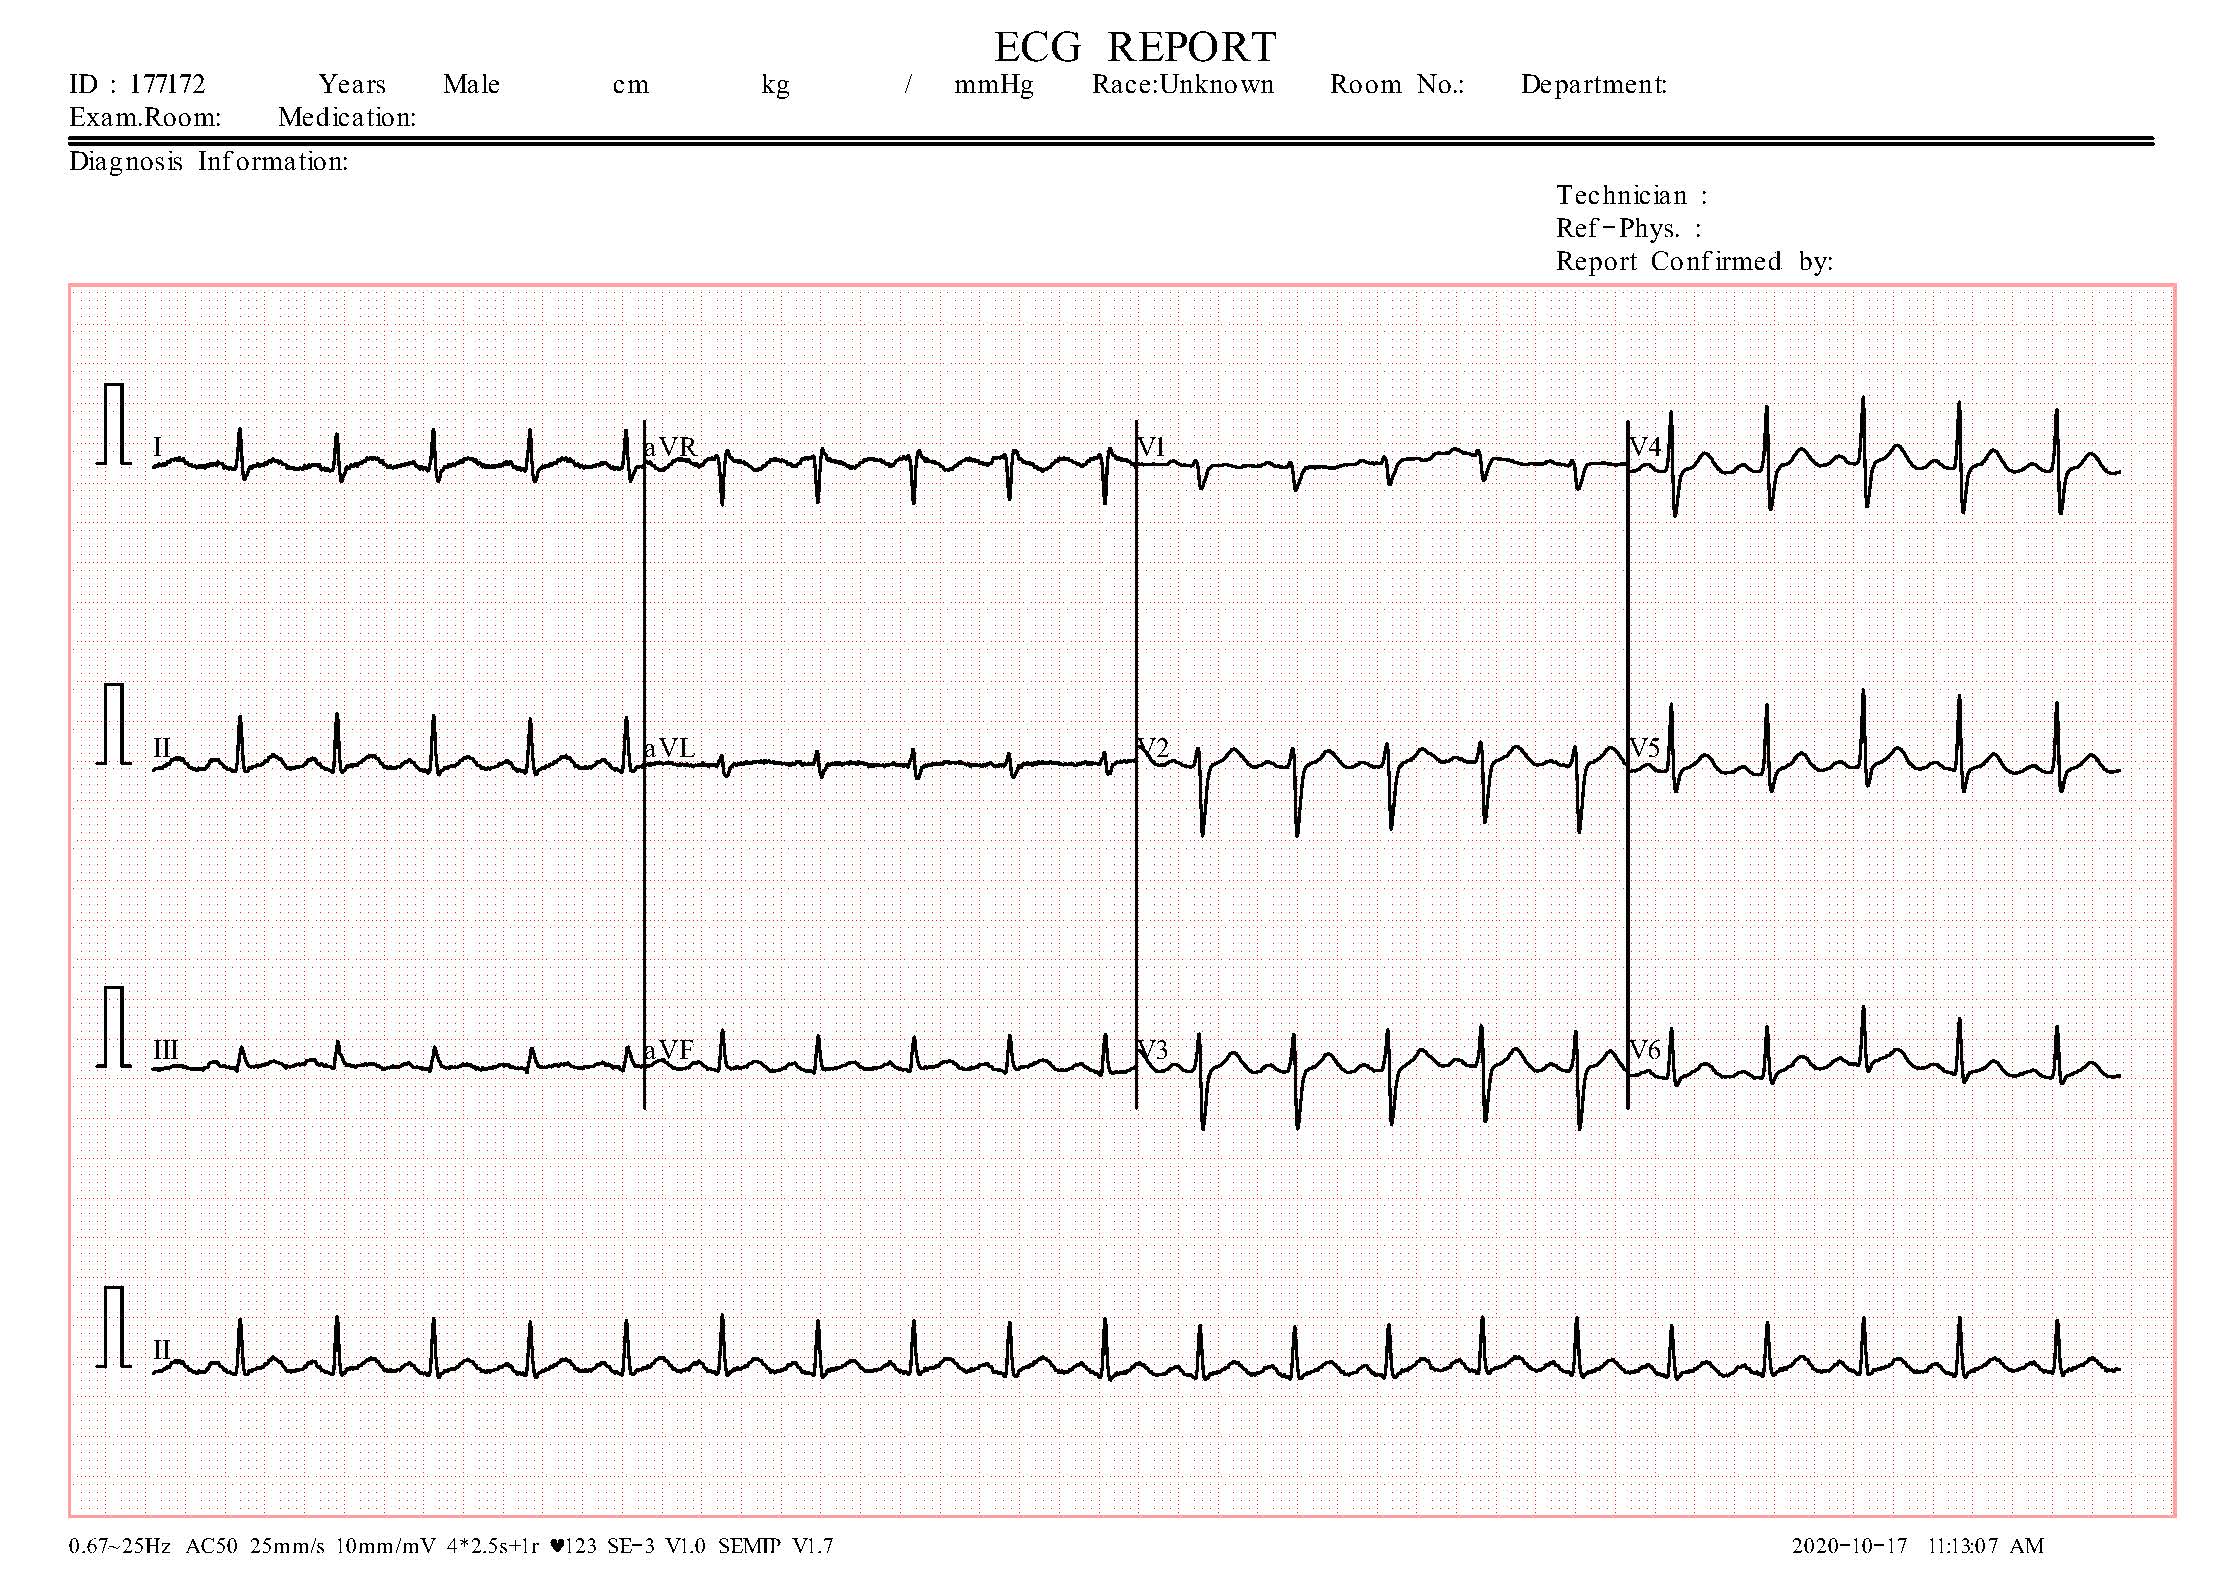 ECG REPORT
ID : 177172 Years Male cm kg / mmHg Race:Unknown Room No.: Department:
Exam.Room: Medication:
Diagnosis Information:
Technician :
Ref-Phys. :
Report Confirmed by:
I aVR V1 V4
II aVL V2 V5
III aVF V3 V6
II
0.67~25Hz AC50 25mm/s 10mm/mV 4*2.5s+1r ♥123 SE-3 V1.0 SEMIP V1.7
2020-10-17 11:13:07 AM